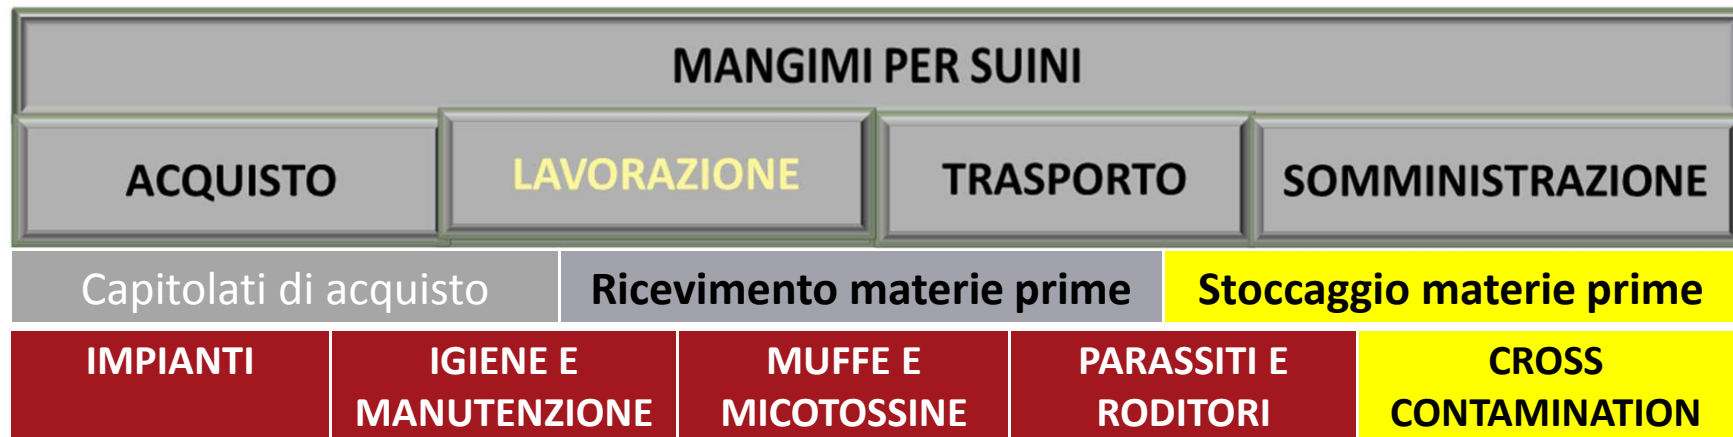 MANGIMI PER SUINI
ACQUISTO
LAVORAZIONE
TRASPORTO
SOMMINISTRAZIONE
Capitolati di acquisto
Ricevimento materie prime
Stoccaggio materie prime
IMPIANTI
IGIENE E
MANUTENZIONE
MUFFE E
MICOTOSSINE
PARASSITI E
RODITORI
CROSS
CONTAMINATION